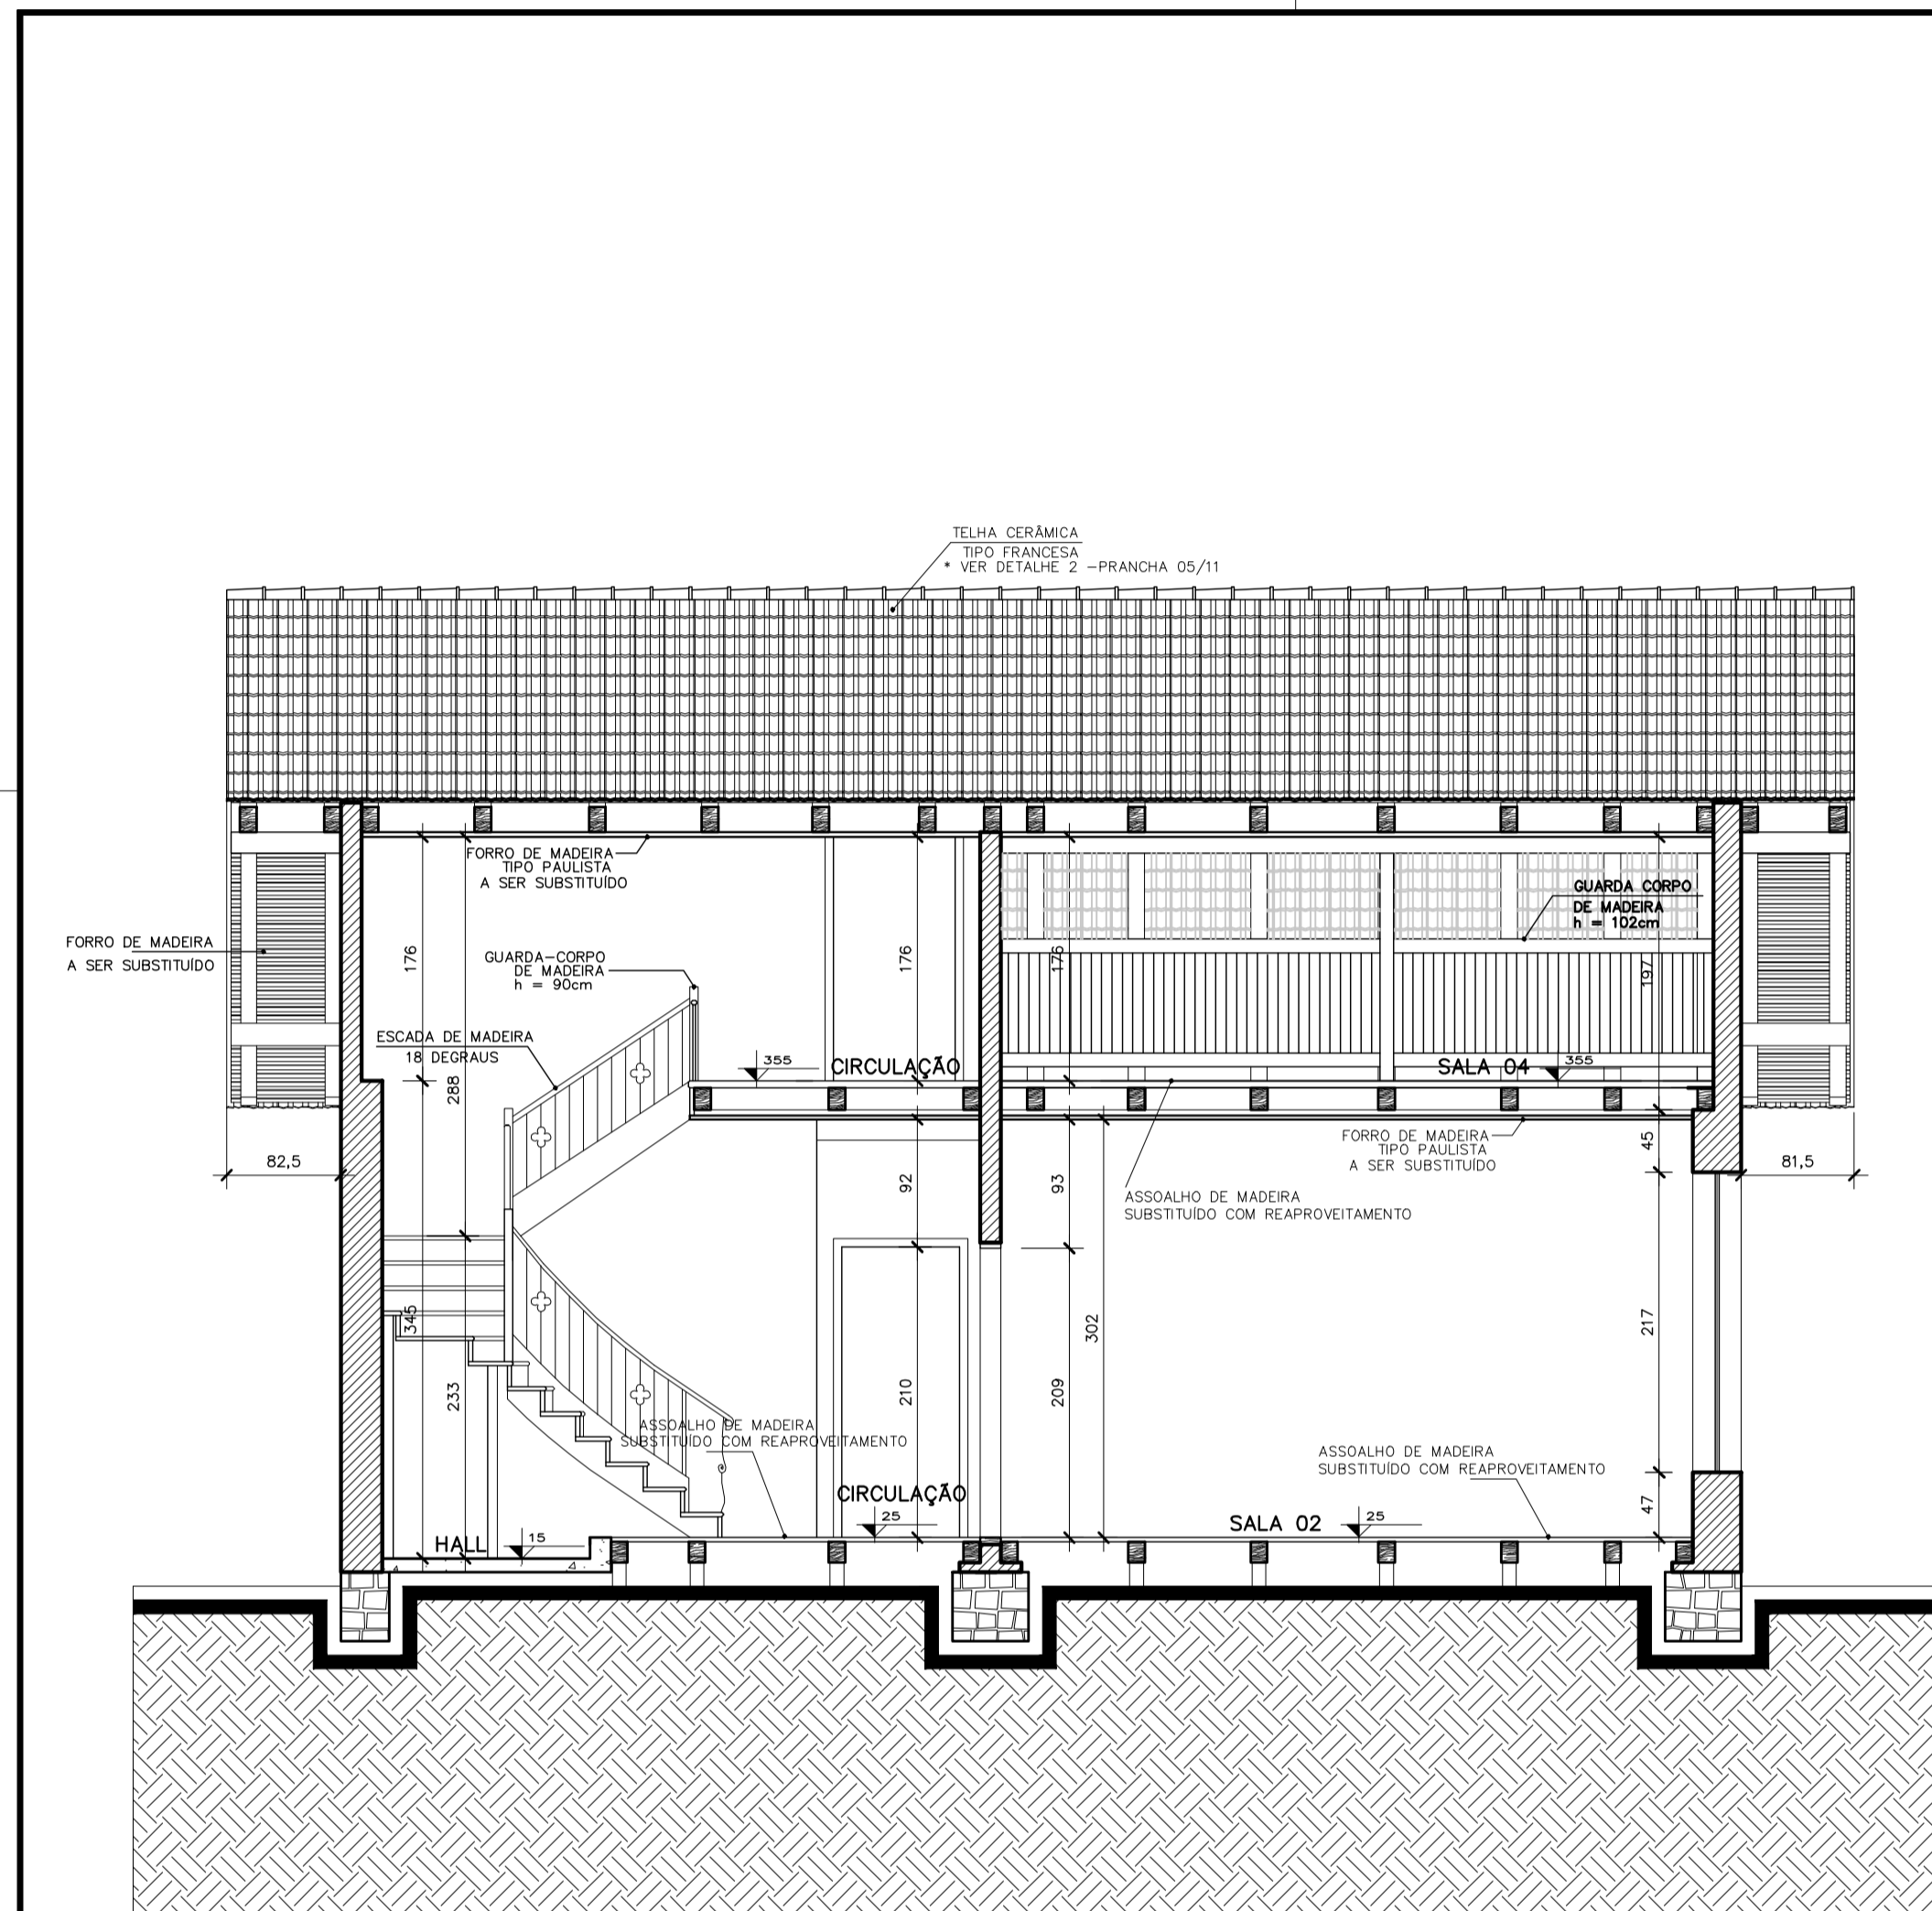 TELHA CERÂMICA
TIPO FRANCESA
* VER DETALHE 2 -PRANCHA 05/11
FORRO DE MADEIRA
TIPO PAULISTA
A SER SUBSTITUÍDO
GUARDA CORPO
DE MADEIRA
h = 102cm
FORRO DE MADEIRA
A SER SUBSTITUÍDO
GUARDA-CORPO
DE MADEIRA
h = 90cm
176
176
176
197
ESCADA DE MADEIRA
18 DEGRAUS
355
CIRCULAÇÃO
SALA 04
355
288
FORRO DE MADEIRA
TIPO PAULISTA
A SER SUBSTITUÍDO
45
82,5
81,5
92
93
ASSOALHO DE MADEIRA
SUBSTITUÍDO COM REAPROVEITAMENTO
345
302
217
233
210
209
ASSOALHO DE MADEIRA
SUBSTITUÍDO COM REAPROVEITAMENTO
ASSOALHO DE MADEIRA
SUBSTITUÍDO COM REAPROVEITAMENTO
47
CIRCULAÇÃO
25
SALA 02
25
HALL
15